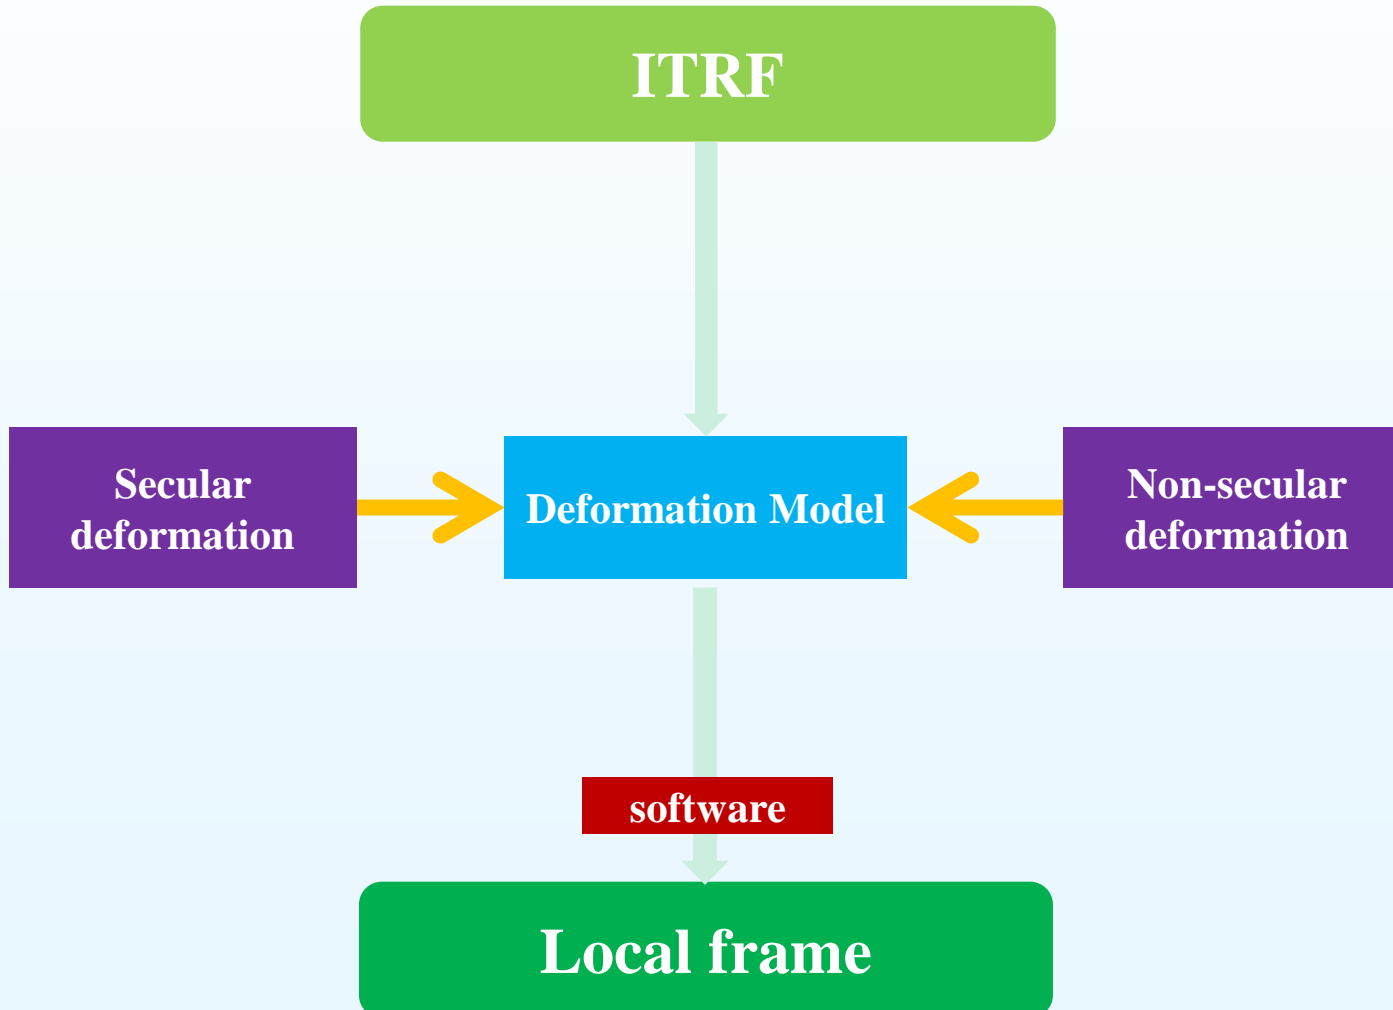 ITRF
Secular
deformation
Deformation Model
Non-secular
deformation
software
Local frame